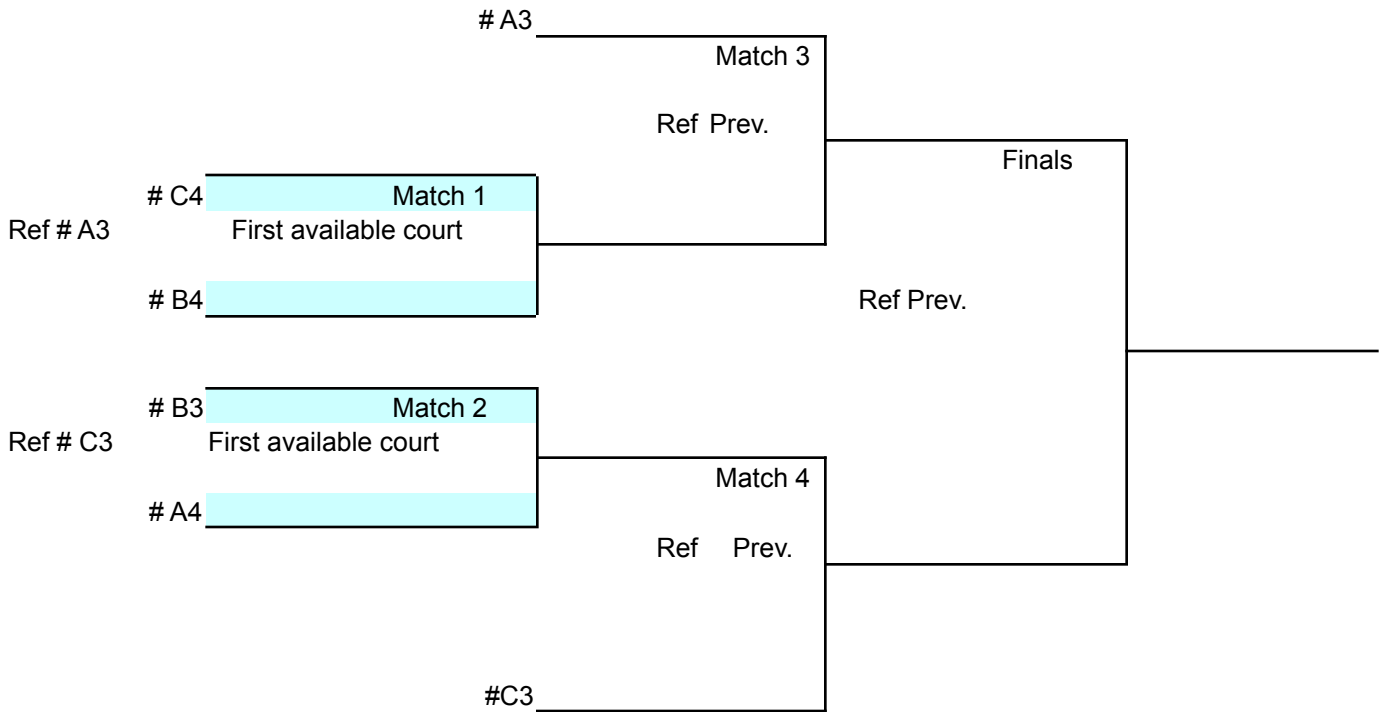 # A3
Match 3
Ref Prev.
Finals
# C4 Match 1
Ref # A3 First available court
# B4
Ref Prev.
# B3 Match 2
Ref # C3 First available court
Match 4
# A4
Ref Prev.
#C3